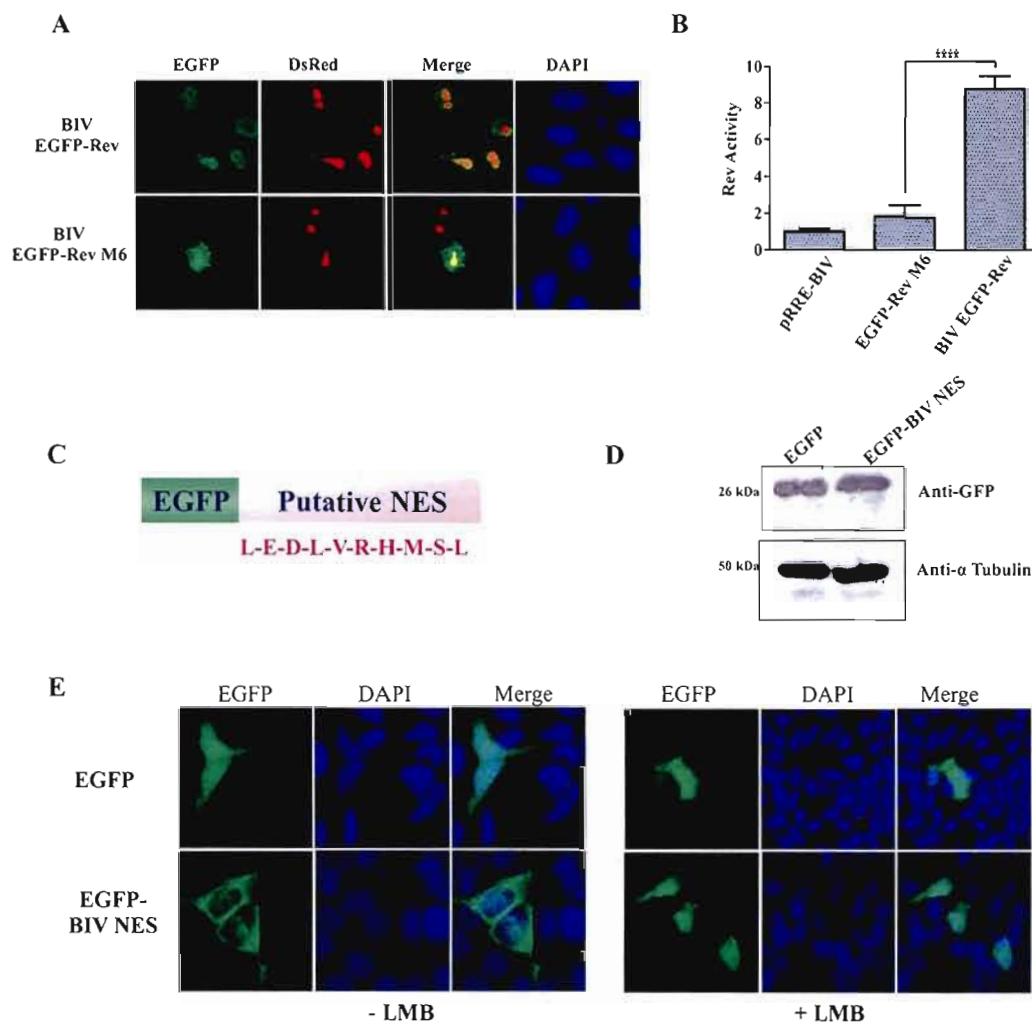 A
EGFP DsRed Merge DAPI
BIV
EGFP-Rev
BIV
EGFP-Rev M6
B
****
Rev Activity
10
8
6
4
2
0
pRRE-BIV
EGFP-Rev M6
BIV EGFP-Rev
C
EGFP Putative NES
L-E-D-L-V-R-H-M-S-L
D
EGFP
EGFP-BIV NES
26 kDa
Anti-GFP
50 kDa
Anti-α Tubulin
E
EGFP DAPI Merge
EGFP DAPI Merge
EGFP
EGFP-
BIV NES
- LMB
+ LMB